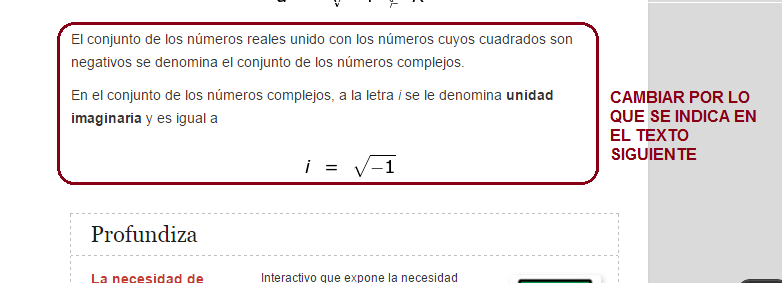 El conjunto de los números reales unido con los números cuyos cuadrados son
negativos se denomina el conjunto de los números complejos.
En el conjunto de los números complejos, a la letra i se le denomina unidad
imaginaria y es igual a
i = √−1
CAMBIAR POR LO
QUE SE INDICA EN
EL TEXTO
SIGUIENTE
Profundiza
La necesidad de
Interactivo que expone la necesidad